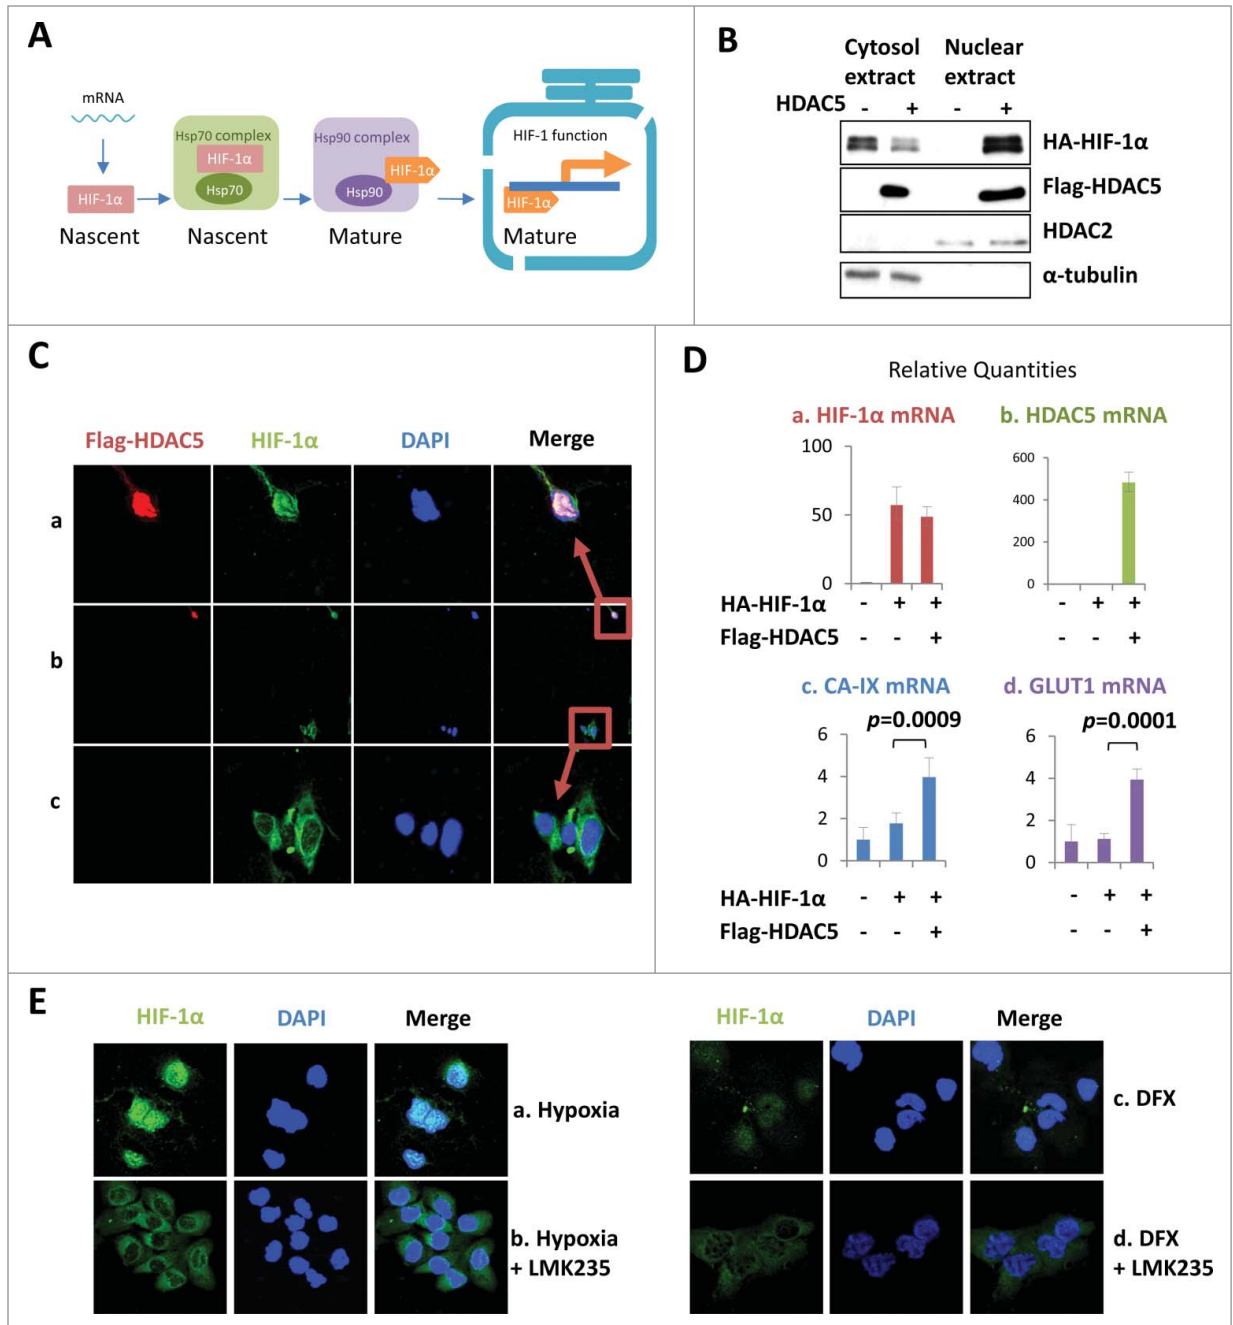 A
mRNA
HIF-1α
Nascent
Hsp70 complex
HIF-1α
Hsp70
Nascent
Hsp90 complex
HIF-1α
Hsp90
Mature
HIF-1 function
HIF-1α
Mature
B
Cytosol extract
Nuclear extract
HDAC5 - + - +
HA-HIF-1α
Flag-HDAC5
HDAC2
α-tubulin
C
Flag-HDAC5 HIF-1α DAPI Merge
a
b
c
D
Relative Quantities
a. HIF-1α mRNA
100
50
0
b. HDAC5 mRNA
600
400
200
0
HA-HIF-1α - + + - + +
Flag-HDAC5 - - + - - +
c. CA-IX mRNA
p=0.0009
6
4
2
0
d. GLUT1 mRNA
p=0.0001
6
4
2
0
HA-HIF-1α - + + - + +
Flag-HDAC5 - - + - - +
E
HIF-1α DAPI Merge
a. Hypoxia
b. Hypoxia
+ LMK235
HIF-1α DAPI Merge
c. DFX
d. DFX
+ LMK235